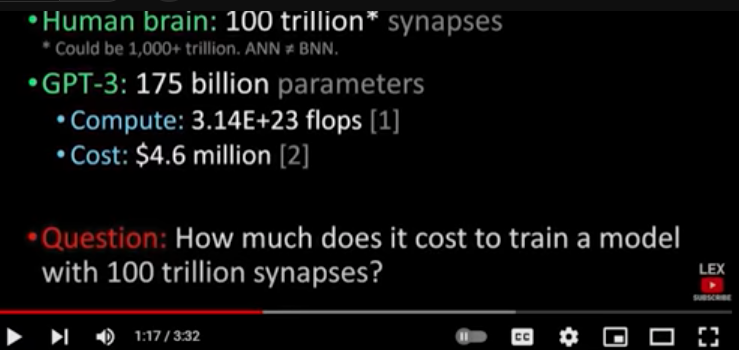 • Human brain: 100 trillion* synapses
* Could be 1,000+ trillion. ANN ≠ BNN.
• GPT-3: 175 billion parameters
• Compute: 3.14E+23 flops [1]
• Cost: $4.6 million [2]
• Question: How much does it cost to train a model
with 100 trillion synapses?
LEX
SUBSCRIBE
1:17 / 3:32
CC